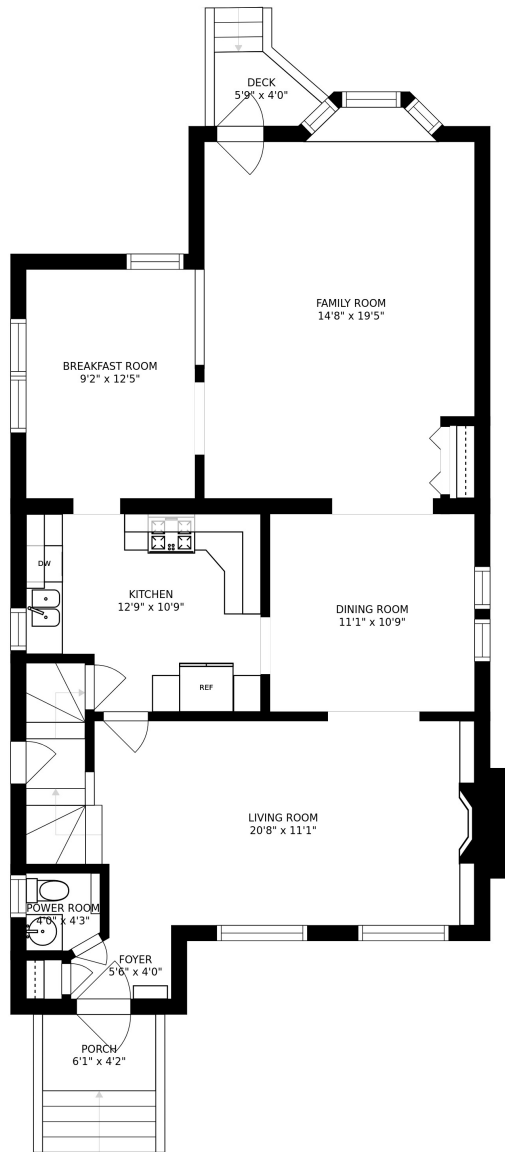 DECK
5'9" x 4'0"
FAMILY ROOM
14'8" x 19'5"
BREAKFAST ROOM
9'2" x 12'5"
DW
KITCHEN
12'9" x 10'9"
DINING ROOM
11'1" x 10'9"
REF
LIVING ROOM
20'8" x 11'1"
POWER ROOM
4'0" x 4'3"
FOYER
5'6" x 4'0"
PORCH
6'1" x 4'2"